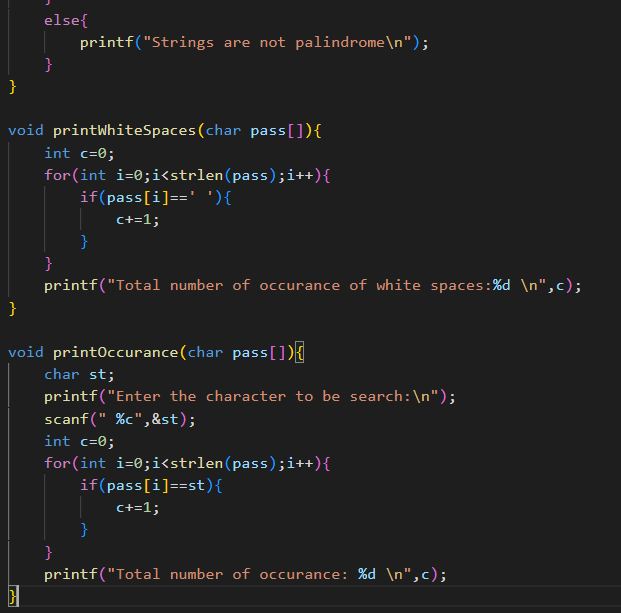 }
else{
printf("Strings are not palindrome\n");
}
}
void printWhiteSpaces(char pass[]){
int c=0;
for(int i=0;i<strlen(pass);i++){
if(pass[i]==' '){
c+=1;
}
}
printf("Total number of occurance of white spaces:%d \n",c);
}
void printOccurance(char pass[]){
char st;
printf("Enter the character to be search:\n");
scanf(" %c",&st);
int c=0;
for(int i=0;i<strlen(pass);i++){
if(pass[i]==st){
c+=1;
}
}
printf("Total number of occurance: %d \n",c);
}